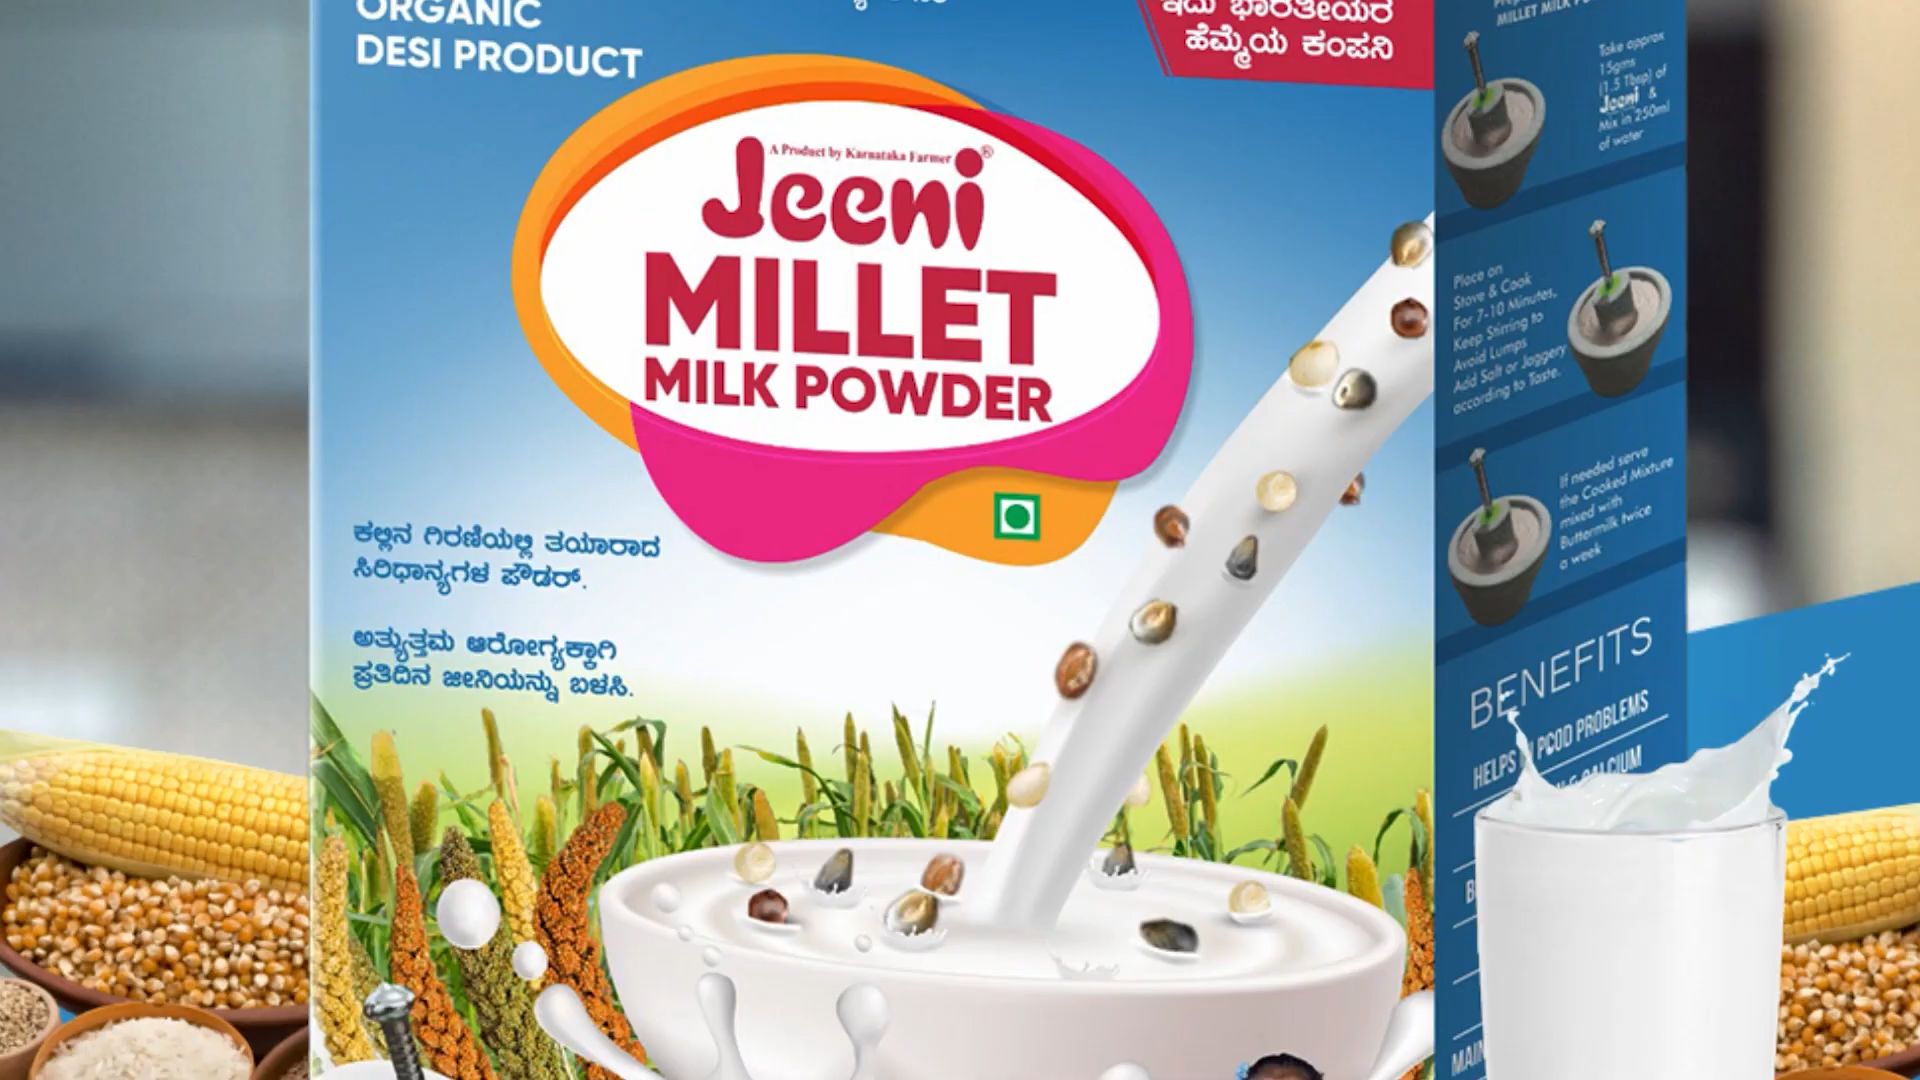 ORGANIC
DESI PRODUCT
ಇದು ಭಾರತೀಯರ
ಹೆಮ್ಮೆಯ ಕಂಪನಿ
A Product by Karnataka Farmer
Jeeni®
MILLET
MILK POWDER
ಕಲ್ಲಿನ ಗಿರಣಿಯಲ್ಲಿ ತಯಾರಾದ
ಸಿರಿಧಾನ್ಯಗಳ ಪೌಡರ್.
ಅತ್ಯುತ್ತಮ ಆರೋಗ್ಯಕ್ಕಾಗಿ
ಪ್ರತಿದಿನ ಜೀನಿಯನ್ನು ಬಳಸಿ.
MILLET MILK
Take approx
15gms
(1.5 Tbsp) of
Jeeni &
Mix in 250ml
of water
Place on
Stove & Cook
For 7-10 Minutes,
Keep Stirring to
Avoid Lumps
Add Salt or Jaggery
according to Taste.
If needed serve
the Cooked Mixture
mixed with
Buttermilk twice
a week
BENEFITS
HELPS PCOD PROBLEMS